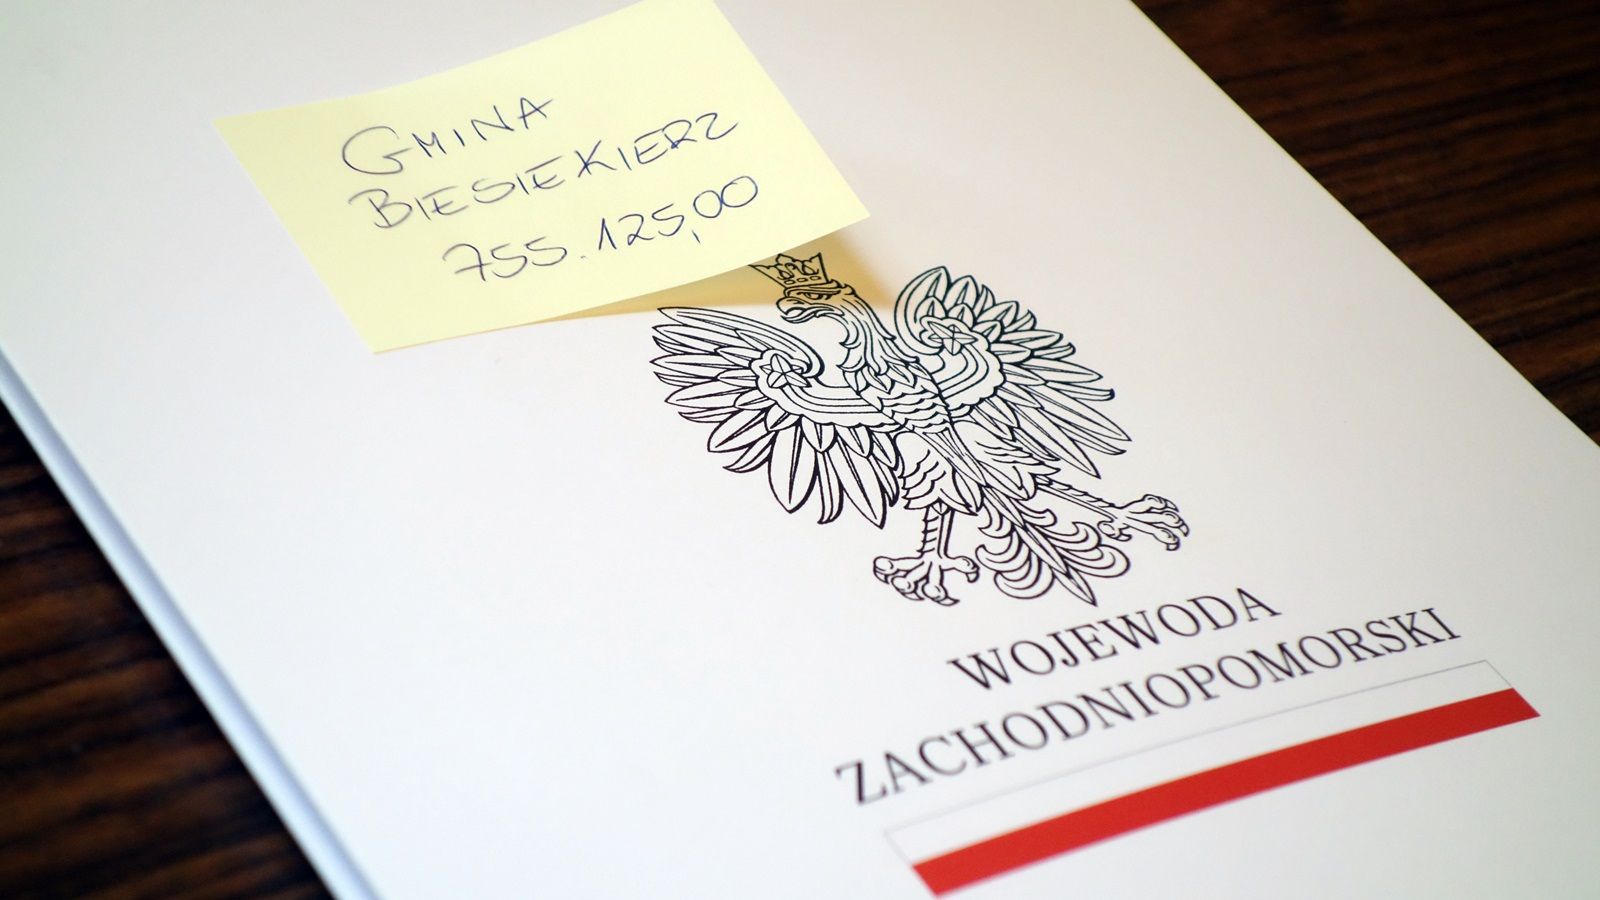 GMINA
BIESIEKIERZ
755.125,00
WOJEWODA
ZACHODNIOPOMORSKI